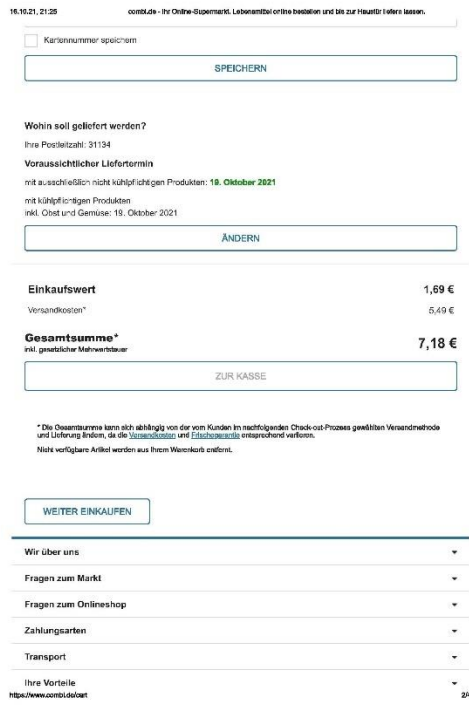 16.10.21, 21:25 combi.de - Ihr Online-Supermarkt. Lebensmittel online bestellen und bis zur Haustür liefern lassen.
Kartennummer speichern
SPEICHERN
Wohin soll geliefert werden?
Ihre Postleitzahl: 31134
Voraussichtlicher Liefertermin
mit ausschließlich nicht kühlpflichtigen Produkten: 19. Oktober 2021
mit kühlpflichtigen Produkten
inkl. Obst und Gemüse: 19. Oktober 2021
ÄNDERN
Einkaufswert 1,69 €
Versandkosten* 5,49 €
Gesamtsumme* 7,18 €
inkl. gesetzlicher Mehrwertsteuer
ZUR KASSE
* Die Gesamtsumme kann sich abhängig von der vom Kunden im nachfolgenden Check-out-Prozess gewählten Versandmethode
und Lieferung ändern, da die Versandkosten und Frischegarantie entsprechend variieren.
Nicht verfügbare Artikel werden aus Ihrem Warenkorb entfernt.
WEITER EINKAUFEN
Wir über uns
Fragen zum Markt
Fragen zum Onlineshop
Zahlungsarten
Transport
Ihre Vorteile
https://www.combi.de/cart 2/4